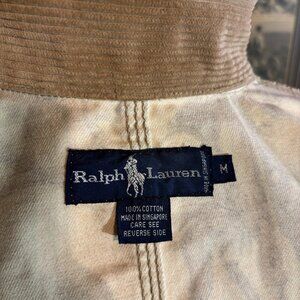 Ralph Lauren
M
100% COTTON
MADE IN SINGAPORE
CARE SEE
REVERSE SIDE